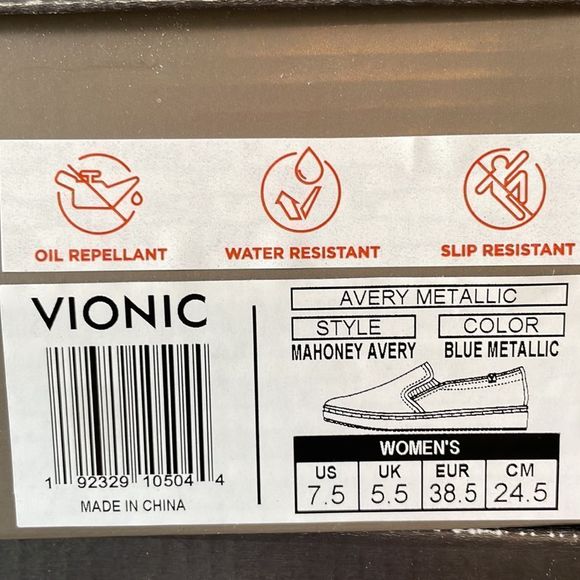 OIL REPELLANT
WATER RESISTANT
SLIP RESISTANT
VIONIC
1 92329 10504 4
MADE IN CHINA
AVERY METALLIC
STYLE COLOR
MAHONEY AVERY BLUE METALLIC
WOMEN'S
US UK EUR CM
7.5 5.5 38.5 24.5